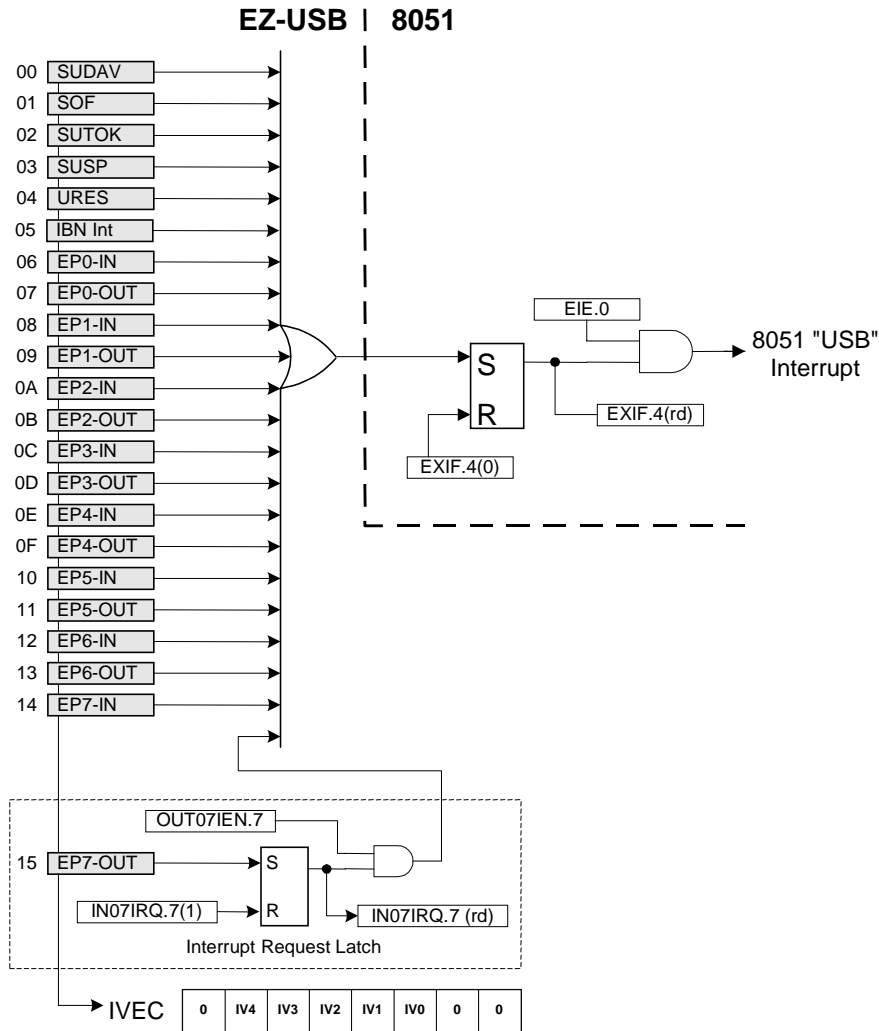 EZ-USB 8051
00 SUDAV
01 SOF
02 SUTOK
03 SUSP
04 URES
05 IBN Int
06 EP0-IN
07 EP0-OUT
08 EP1-IN
09 EP1-OUT
0A EP2-IN
0B EP2-OUT
0C EP3-IN
0D EP3-OUT
0E EP4-IN
0F EP4-OUT
10 EP5-IN
11 EP5-OUT
12 EP6-IN
13 EP6-OUT
14 EP7-IN
S
R
EXIF.4(0)
EIE.0
EXIF.4(rd)
8051 "USB"
Interrupt
OUT07IEN.7
15 EP7-OUT
S
R
IN07IRQ.7(1)
IN07IRQ.7 (rd)
Interrupt Request Latch
IVEC 0 IV4 IV3 IV2 IV1 IV0 0 0